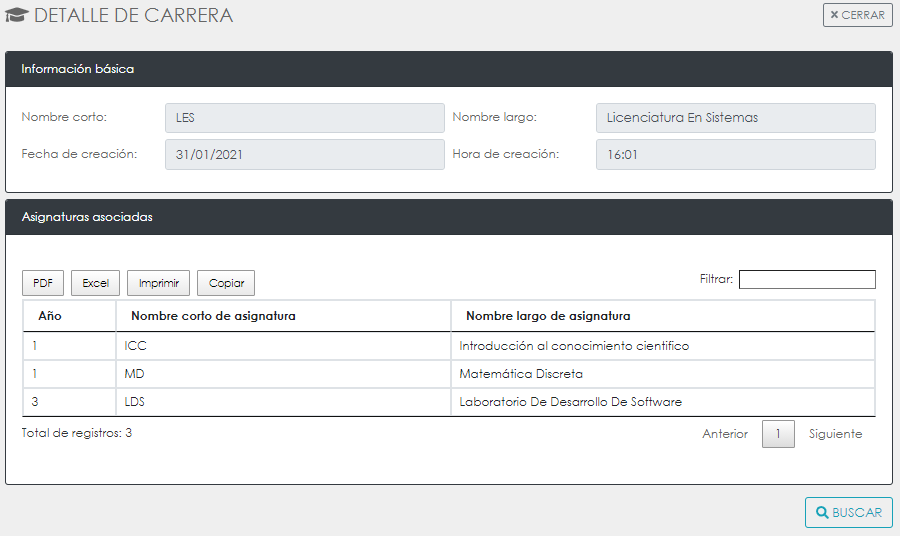 DETALLE DE CARRERA
CERRAR
Información básica
Nombre corto: LES Nombre largo: Licenciatura En Sistemas
Fecha de creación: 31/01/2021 Hora de creación: 16:01
Asignaturas asociadas
PDF Excel Imprimir Copiar Filtrar:
Año Nombre corto de asignatura Nombre largo de asignatura
1 ICC Introducción al conocimiento cientifico
1 MD Matemática Discreta
3 LDS Laboratorio De Desarrollo De Software
Total de registros: 3 Anterior 1 Siguiente
BUSCAR